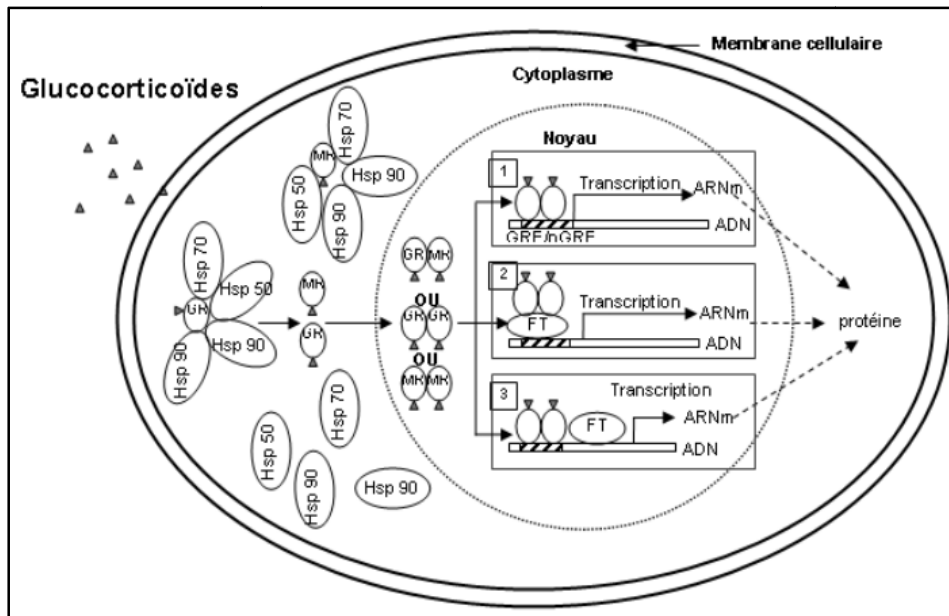 Membrane cellulaire
Cytoplasme
Glucocorticoïdes
Noyau
Hsp 70
MR
Hsp 50
Hsp 90
Hsp 90
1
Transcription
ARNm
ADN
GRE/nGRE
Hsp 70
Hsp 50
GR
Hsp 90
Hsp 90
MR
GR
GR MR
OU
GR GR
OU
MR MR
2
Transcription
ARNm
FT
ADN
protéine
3
Transcription
ARNm
FT
ADN
Hsp 70
Hsp 50
Hsp 90
Hsp 90